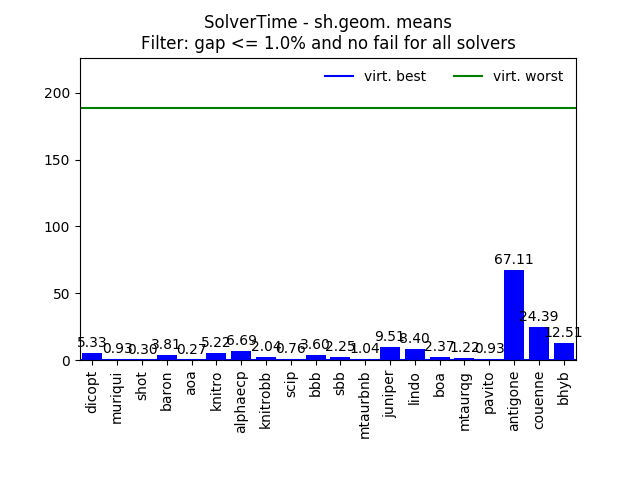 SolverTime - sh.geom. means
Filter: gap <= 1.0% and no fail for all solvers
virt. best
virt. worst
200
150
100
50
0
5.33
0.93
0.30
3.81
0.27
5.22
6.69
2.04
0.76
3.60
2.25
1.04
9.51
8.40
2.37
1.22
0.93
67.11
24.39
12.51
dicopt
muriqui
shot
baron
aoa
knitro
alphaecp
knitrobb
scip
bbb
sbb
mtaurbnb
juniper
lindo
boa
mtaurqg
pavito
antigone
couenne
bhyb